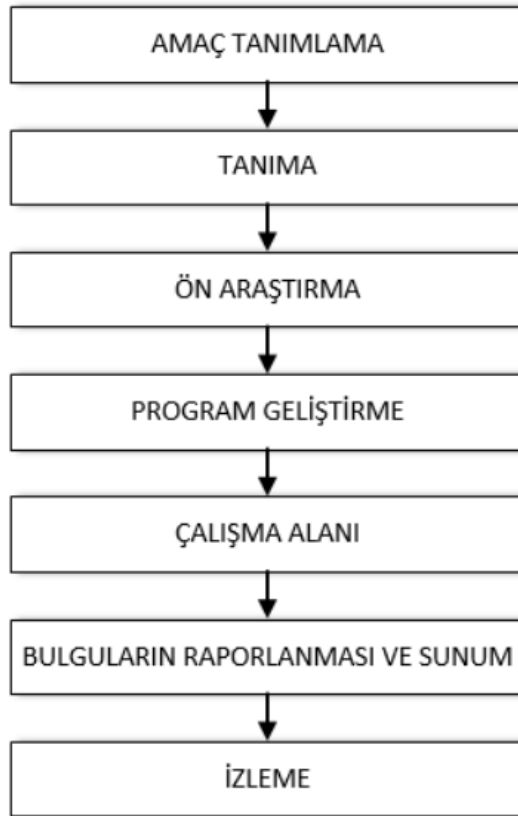 AMAÇ TANIMLAMA
TANIMA
ÖN ARAŞTIRMA
PROGRAM GELİŞTİRME
ÇALIŞMA ALANI
BULGULARIN RAPORLANMASI VE SUNUM
İZLEME